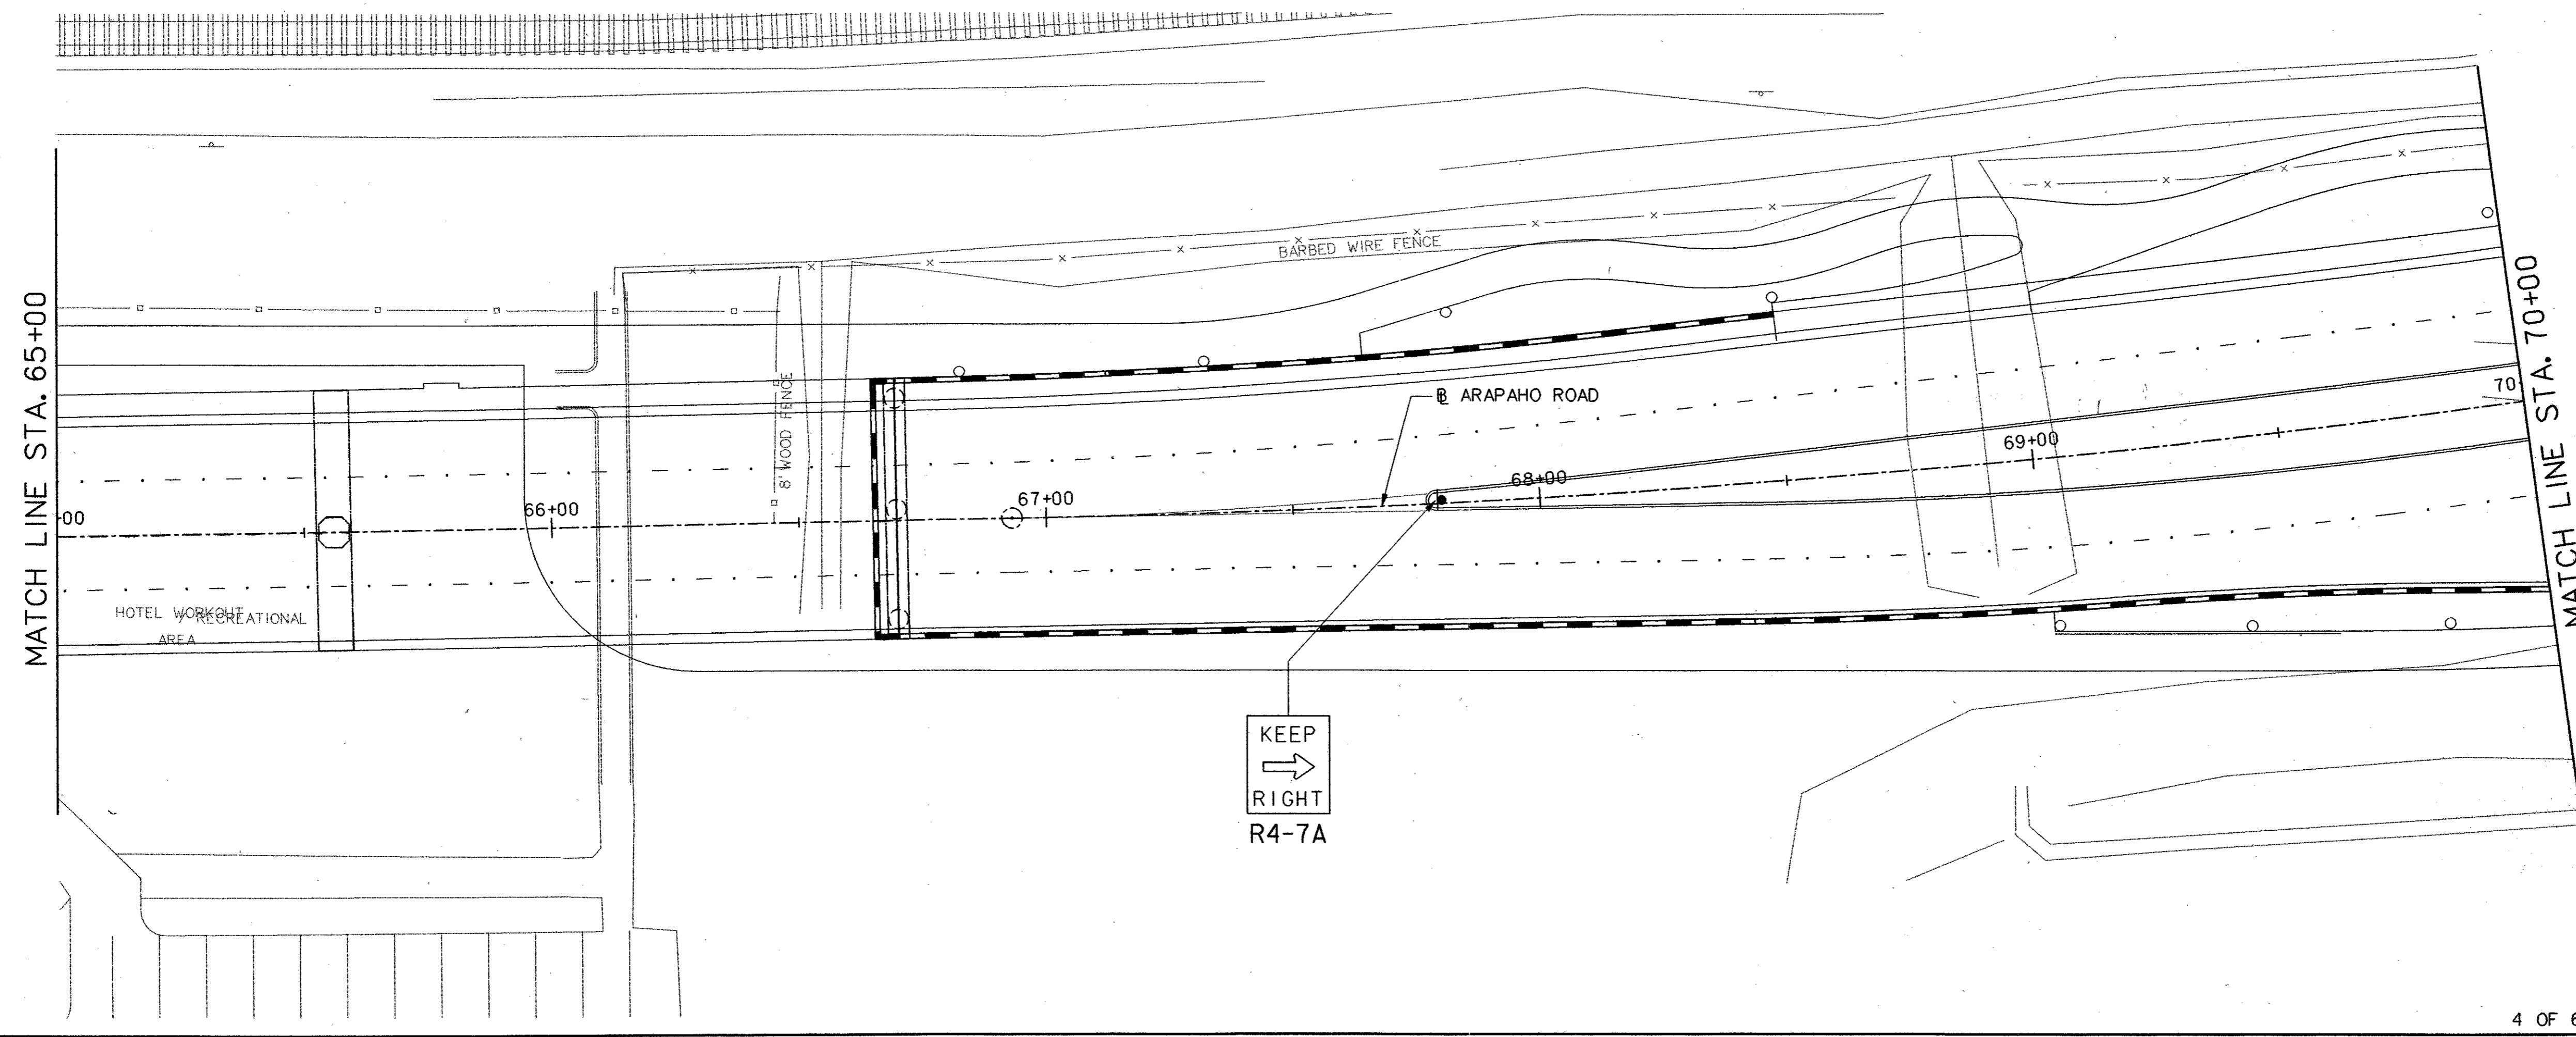 MATCH LINE STA. 65+00
BARBED WIRE FENCE
8' WOOD FENCE
℄ ARAPAHO ROAD
00
66+00
67+00
68+00
69+00
70
MATCH LINE STA. 70+00
HOTEL WORKOUT
/ RECREATIONAL
AREA
KEEP
RIGHT
R4-7A
4 OF 6